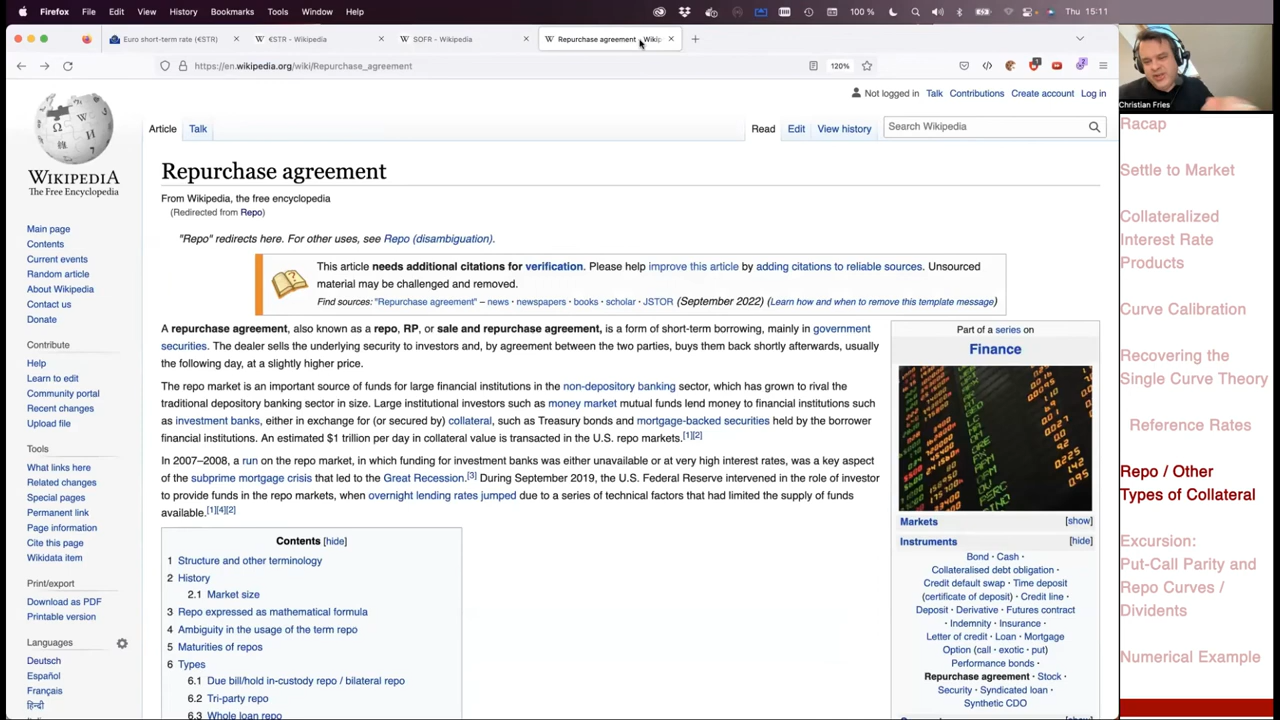 Firefox File Edit View History Bookmarks Tools Window Help 100 % Thu 15:11
Euro short-term rate (€STR) × W €STR - Wikipedia × W SOFR - Wikipedia × W Repurchase agreement - Wikip ×
https://en.wikipedia.org/wiki/Repurchase_agreement 120%
WIKIPEDIA
The Free Encyclopedia
Main page
Contents
Current events
Random article
About Wikipedia
Contact us
Donate
Contribute
Help
Learn to edit
Community portal
Recent changes
Upload file
Tools
What links here
Related changes
Special pages
Permanent link
Page information
Cite this page
Wikidata item
Print/export
Download as PDF
Printable version
Languages
Deutsch
Español
Français
हिन्दी
Not logged in Talk Contributions Create account Log in
Article Talk Read Edit View history Search Wikipedia
Repurchase agreement
From Wikipedia, the free encyclopedia
(Redirected from Repo)
"Repo" redirects here. For other uses, see Repo (disambiguation).
This article needs additional citations for verification. Please help improve this article by adding citations to reliable sources. Unsourced
material may be challenged and removed.
Find sources: "Repurchase agreement" – news · newspapers · books · scholar · JSTOR (September 2022) (Learn how and when to remove this template message)
A repurchase agreement, also known as a repo, RP, or sale and repurchase agreement, is a form of short-term borrowing, mainly in government
securities. The dealer sells the underlying security to investors and, by agreement between the two parties, buys them back shortly afterwards, usually
the following day, at a slightly higher price.
The repo market is an important source of funds for large financial institutions in the non-depository banking sector, which has grown to rival the
traditional depository banking sector in size. Large institutional investors such as money market mutual funds lend money to financial institutions such
as investment banks, either in exchange for (or secured by) collateral, such as Treasury bonds and mortgage-backed securities held by the borrower
financial institutions. An estimated $1 trillion per day in collateral value is transacted in the U.S. repo markets.[1][2]
In 2007–2008, a run on the repo market, in which funding for investment banks was either unavailable or at very high interest rates, was a key aspect
of the subprime mortgage crisis that led to the Great Recession.[3] During September 2019, the U.S. Federal Reserve intervened in the role of investor
to provide funds in the repo markets, when overnight lending rates jumped due to a series of technical factors that had limited the supply of funds
available.[1][4][2]
Contents [hide]
1 Structure and other terminology
2 History
2.1 Market size
3 Repo expressed as mathematical formula
4 Ambiguity in the usage of the term repo
5 Maturities of repos
6 Types
6.1 Due bill/hold in-custody repo / bilateral repo
6.2 Tri-party repo
6.3 Whole loan repo
Part of a series on
Finance
Markets [show]
Instruments [hide]
Bond · Cash ·
Collateralised debt obligation ·
Credit default swap · Time deposit
(certificate of deposit) · Credit line ·
Deposit · Derivative · Futures contract
· Indemnity · Insurance ·
Letter of credit · Loan · Mortgage
Option (call · exotic · put)
Performance bonds ·
Repurchase agreement · Stock ·
Security · Syndicated loan ·
Synthetic CDO
Christian Fries
Racap
Settle to Market
Collateralized
Interest Rate
Products
Curve Calibration
Recovering the
Single Curve Theory
Reference Rates
Repo / Other
Types of Collateral
Excursion:
Put-Call Parity and
Repo Curves /
Dividents
Numerical Example